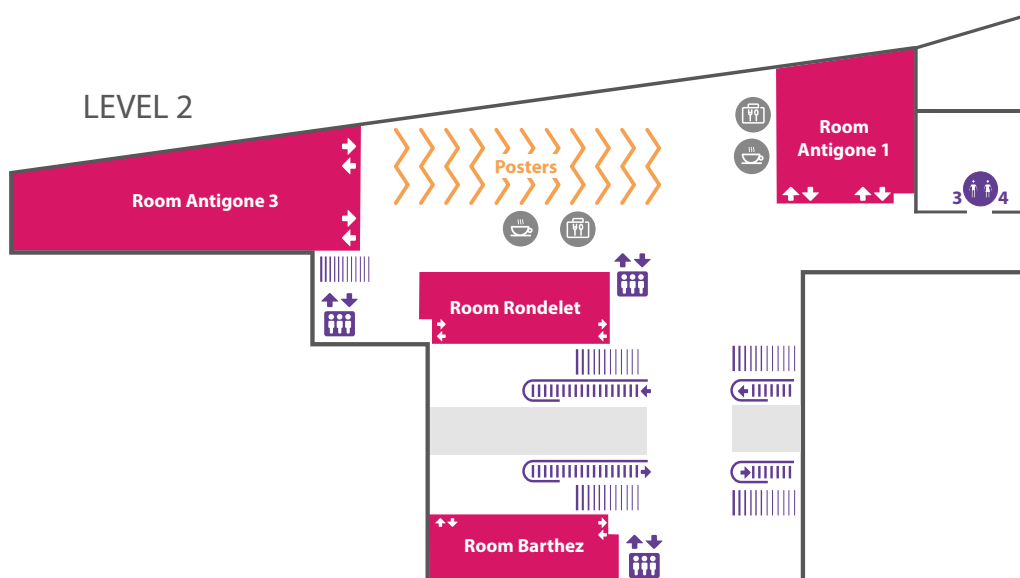 LEVEL 2
Room
Antigone 1
Posters
Room Antigone 3
3 4
Room Rondelet
Room Barthez